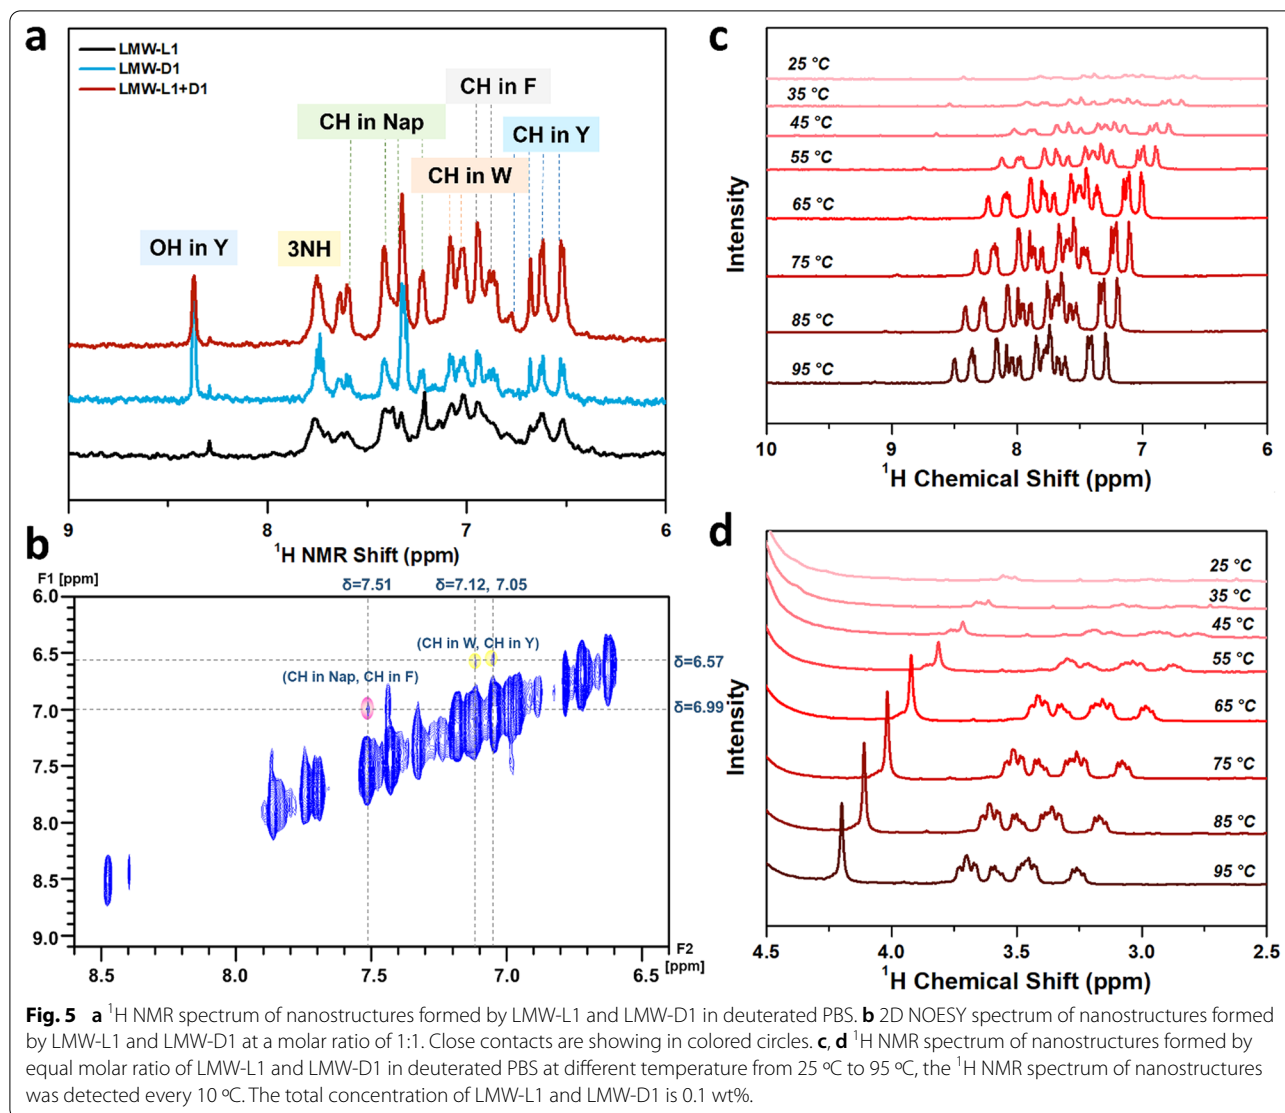 a
LMW-L1
LMW-D1
LMW-L1+D1
CH in F
CH in Nap
CH in Y
CH in W
OH in Y
3NH
9 8 7 6
¹H NMR Shift (ppm)
b
F1 [ppm]
δ=7.51
δ=7.12, 7.05
6.0
6.5
7.0
7.5
8.0
8.5
9.0
(CH in W, CH in Y)
(CH in Nap, CH in F)
δ=6.57
δ=6.99
F2
[ppm]
8.5 8.0 7.5 7.0 6.5
c
25 °C
35 °C
45 °C
55 °C
65 °C
75 °C
85 °C
95 °C
Intensity
10 9 8 7 6
¹H Chemical Shift (ppm)
d
25 °C
35 °C
45 °C
55 °C
65 °C
75 °C
85 °C
95 °C
Intensity
4.5 4.0 3.5 3.0 2.5
¹H Chemical Shift (ppm)
Fig. 5 a ¹H NMR spectrum of nanostructures formed by LMW-L1 and LMW-D1 in deuterated PBS. b 2D NOESY spectrum of nanostructures formed
by LMW-L1 and LMW-D1 at a molar ratio of 1:1. Close contacts are showing in colored circles. c, d ¹H NMR spectrum of nanostructures formed by
equal molar ratio of LMW-L1 and LMW-D1 in deuterated PBS at different temperature from 25 ºC to 95 ºC, the ¹H NMR spectrum of nanostructures
was detected every 10 ºC. The total concentration of LMW-L1 and LMW-D1 is 0.1 wt%.